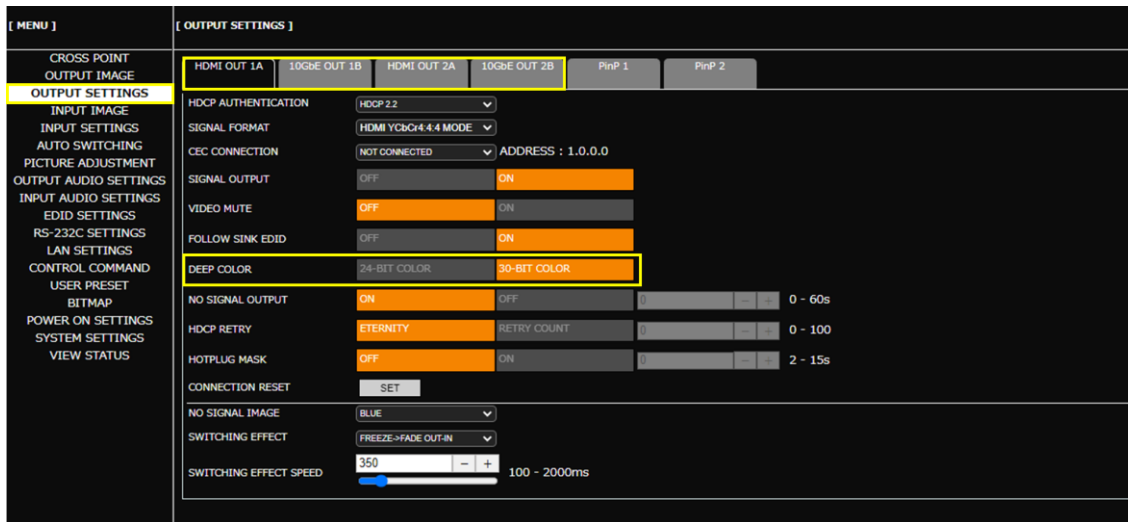 [ MENU ]
[ OUTPUT SETTINGS ]
CROSS POINT
OUTPUT IMAGE
OUTPUT SETTINGS
INPUT IMAGE
INPUT SETTINGS
AUTO SWITCHING
PICTURE ADJUSTMENT
OUTPUT AUDIO SETTINGS
INPUT AUDIO SETTINGS
EDID SETTINGS
RS-232C SETTINGS
LAN SETTINGS
CONTROL COMMAND
USER PRESET
BITMAP
POWER ON SETTINGS
SYSTEM SETTINGS
VIEW STATUS
HDMI OUT 1A 10GbE OUT 1B HDMI OUT 2A 10GbE OUT 2B PinP 1 PinP 2
HDCP AUTHENTICATION HDCP 2.2
SIGNAL FORMAT HDMI YCbCr4:4:4 MODE
CEC CONNECTION NOT CONNECTED ADDRESS : 1.0.0.0
SIGNAL OUTPUT OFF ON
VIDEO MUTE OFF ON
FOLLOW SINK EDID OFF ON
DEEP COLOR 24-BIT COLOR 30-BIT COLOR
NO SIGNAL OUTPUT ON OFF 0 - + 0 - 60s
HDCP RETRY ETERNITY RETRY COUNT 0 - + 0 - 100
HOTPLUG MASK OFF ON 0 - + 2 - 15s
CONNECTION RESET SET
NO SIGNAL IMAGE BLUE
SWITCHING EFFECT FREEZE->FADE OUT-IN
SWITCHING EFFECT SPEED 350 - + 100 - 2000ms